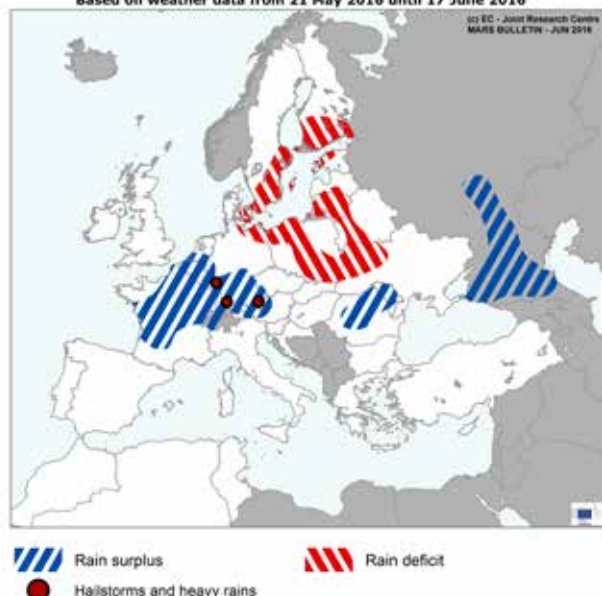 Based on weather data from 21 May 2016 until 17 June 2016
(c) EC - Joint Research Centre
MARS BULLETIN - JUN 2016
Rain surplus
Rain deficit
Hailstorms and heavy rains